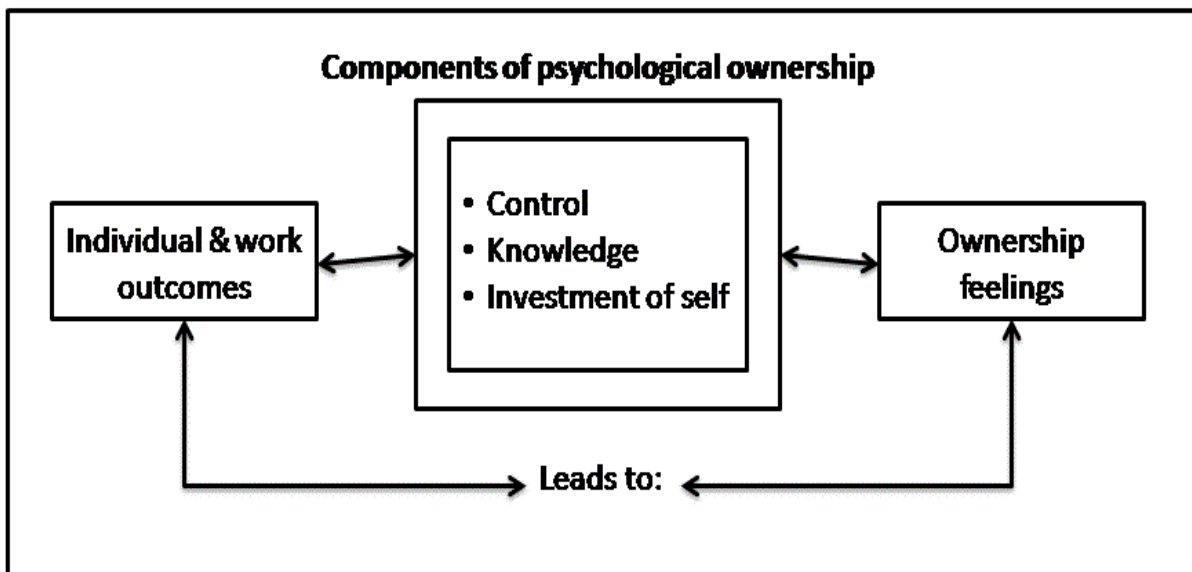 Components of psychological ownership
Individual & work
outcomes
• Control
• Knowledge
• Investment of self
Ownership
feelings
Leads to: